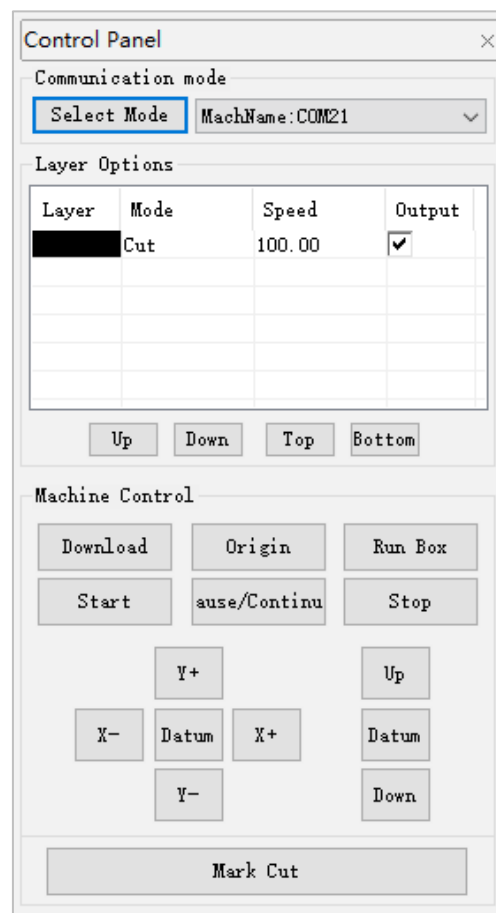 Control Panel
Communication mode
Select Mode MachName:COM21
Layer Options
Layer Mode Speed Output
Cut 100.00
Up Down Top Bottom
Machine Control
Download Origin Run Box
Start ause/Continu Stop
Y+ Up
X- Datum X+ Datum
Y- Down
Mark Cut